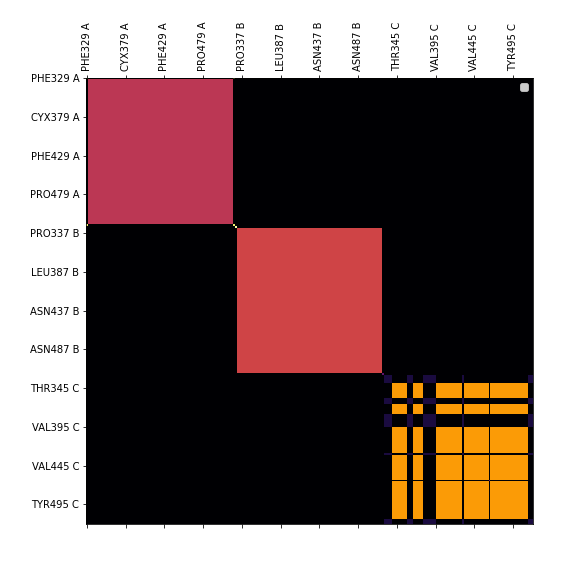 PHE329 A
CYX379 A
PHE429 A
PRO479 A
PRO337 B
LEU387 B
ASN437 B
ASN487 B
THR345 C
VAL395 C
VAL445 C
TYR495 C
PHE329 A
CYX379 A
PHE429 A
PRO479 A
PRO337 B
LEU387 B
ASN437 B
ASN487 B
THR345 C
VAL395 C
VAL445 C
TYR495 C